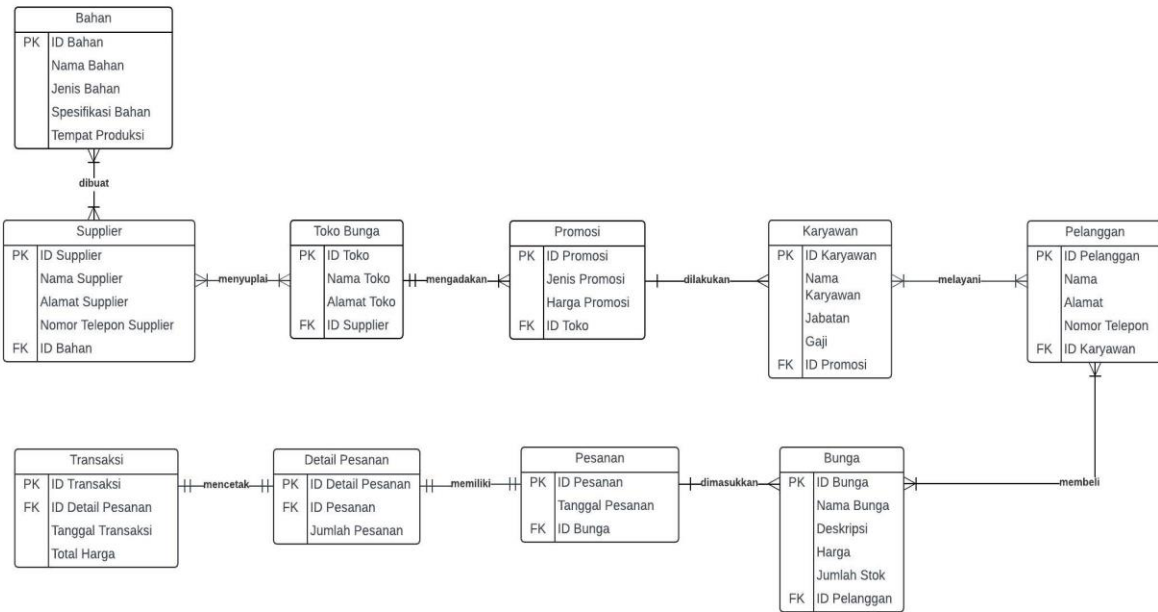 Bahan
PK ID Bahan
Nama Bahan
Jenis Bahan
Spesifikasi Bahan
Tempat Produksi
dibuat
Supplier
PK ID Supplier
Nama Supplier
Alamat Supplier
Nomor Telepon Supplier
FK ID Bahan
menyuplai
Toko Bunga
PK ID Toko
Nama Toko
Alamat Toko
FK ID Supplier
mengadakan
Promosi
PK ID Promosi
Jenis Promosi
Harga Promosi
FK ID Toko
dilakukan
Karyawan
PK ID Karyawan
Nama
Karyawan
Jabatan
Gaji
FK ID Promosi
melayani
Pelanggan
PK ID Pelanggan
Nama
Alamat
Nomor Telepon
FK ID Karyawan
Transaksi
PK ID Transaksi
FK ID Detail Pesanan
Tanggal Transaksi
Total Harga
mencetak
Detail Pesanan
PK ID Detail Pesanan
FK ID Pesanan
Jumlah Pesanan
memiliki
Pesanan
PK ID Pesanan
Tanggal Pesanan
FK ID Bunga
dimasukkan
Bunga
PK ID Bunga
Nama Bunga
Deskripsi
Harga
Jumlah Stok
FK ID Pelanggan
membeli